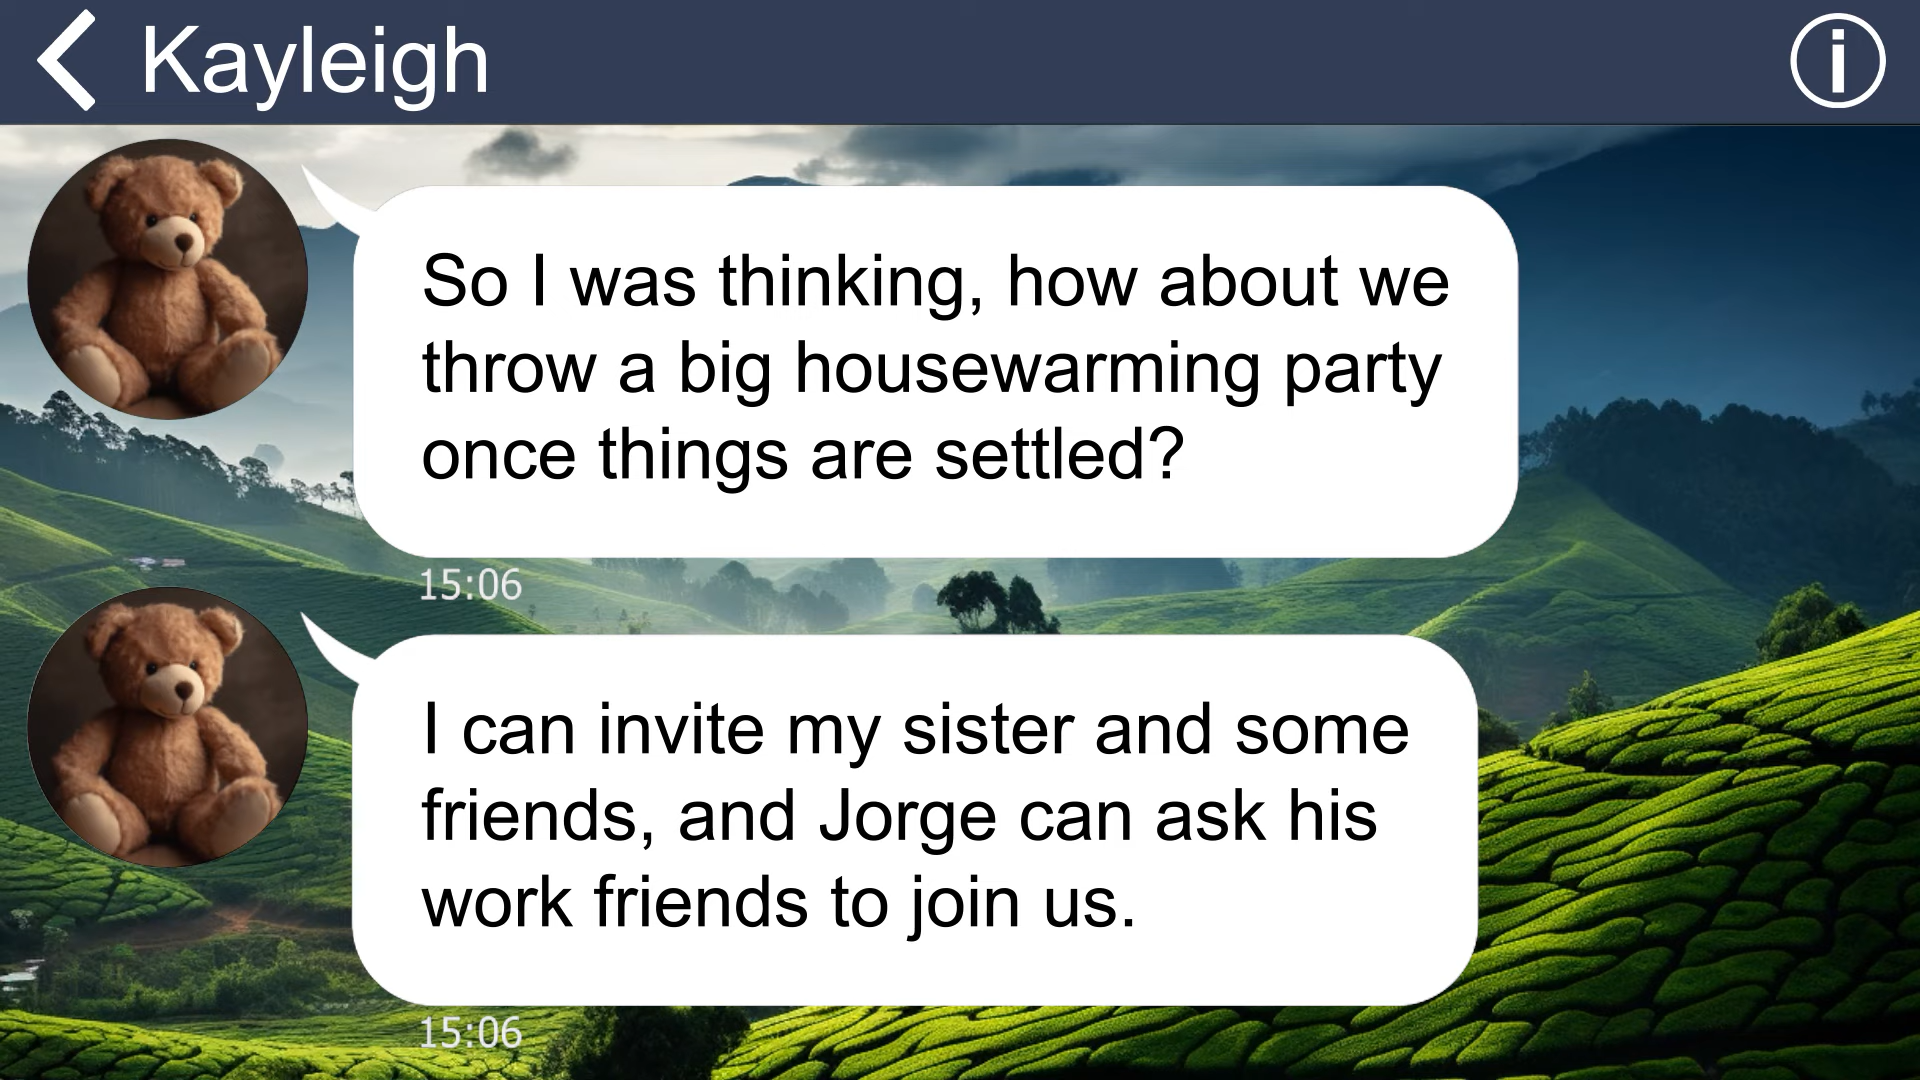 Kayleigh
So I was thinking, how about we
throw a big housewarming party
once things are settled?
15:06
I can invite my sister and some
friends, and Jorge can ask his
work friends to join us.
15:06